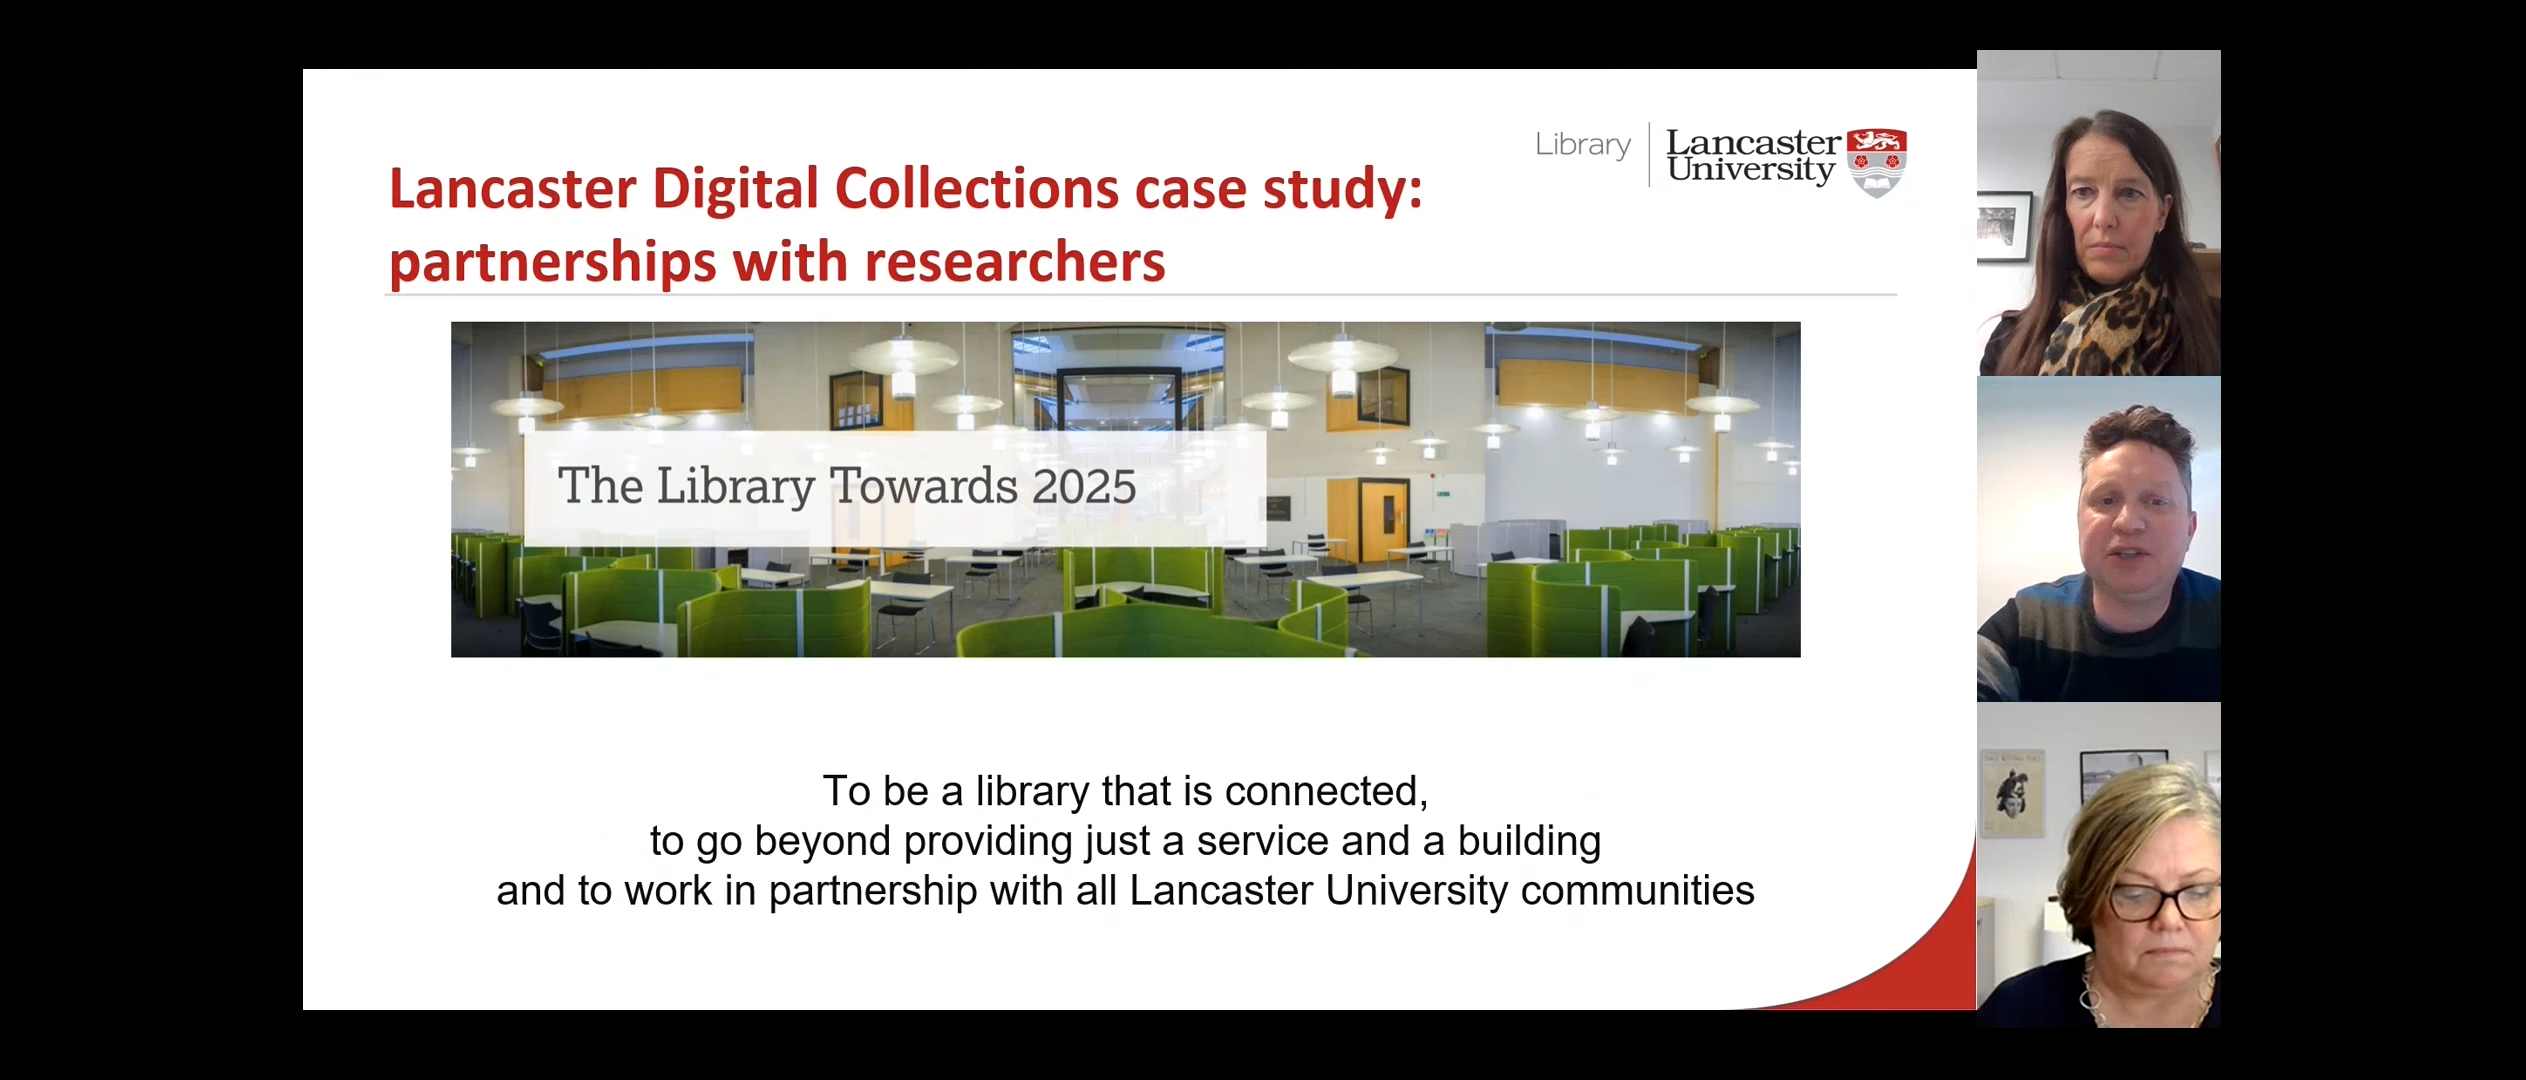 Library
Lancaster
University
Lancaster Digital Collections case study:
partnerships with researchers
The Library Towards 2025
To be a library that is connected,
to go beyond providing just a service and a building
and to work in partnership with all Lancaster University communities